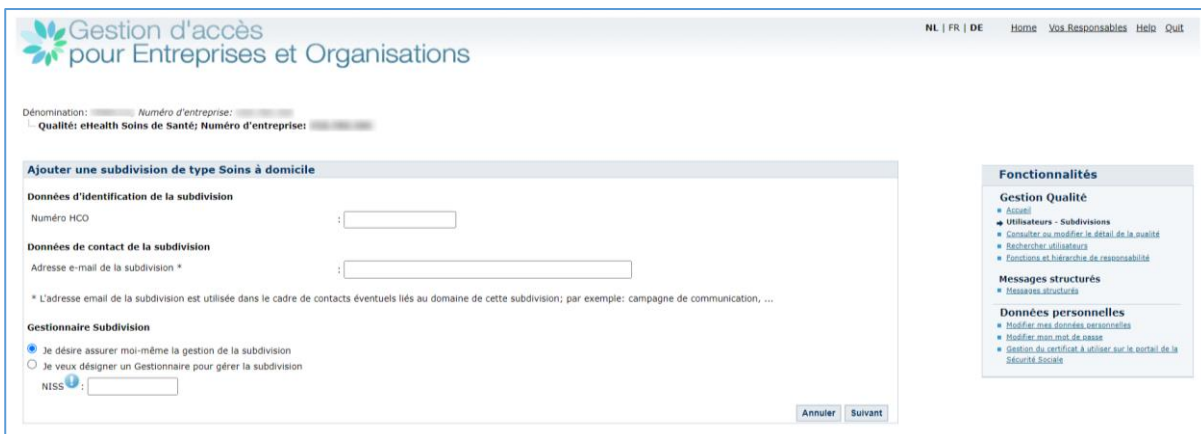 Gestion d'accès
pour Entreprises et Organisations
NL | FR | DE Home Vos Responsables Help Quit
Dénomination: Numéro d'entreprise:
Qualité: eHealth Soins de Santé; Numéro d'entreprise:
Ajouter une subdivision de type Soins à domicile
Données d'identification de la subdivision
Numéro HCO :
Données de contact de la subdivision
Adresse e-mail de la subdivision * :
* L'adresse email de la subdivision est utilisée dans le cadre de contacts éventuels liés au domaine de cette subdivision; par exemple: campagne de communication, ...
Gestionnaire Subdivision
Je désire assurer moi-même la gestion de la subdivision
Je veux désigner un Gestionnaire pour gérer la subdivision
NISS ! :
Annuler Suivant
Fonctionnalités
Gestion Qualité
Accueil
Utilisateurs - Subdivisions
Consulter ou modifier le détail de la qualité
Rechercher utilisateurs
Fonctions et hiérarchie de responsabilité
Messages structurés
Messages structurés
Données personnelles
Modifier mes données personnelles
Modifier mon mot de passe
Gestion du certificat à utiliser sur le portail de la
Sécurité Sociale